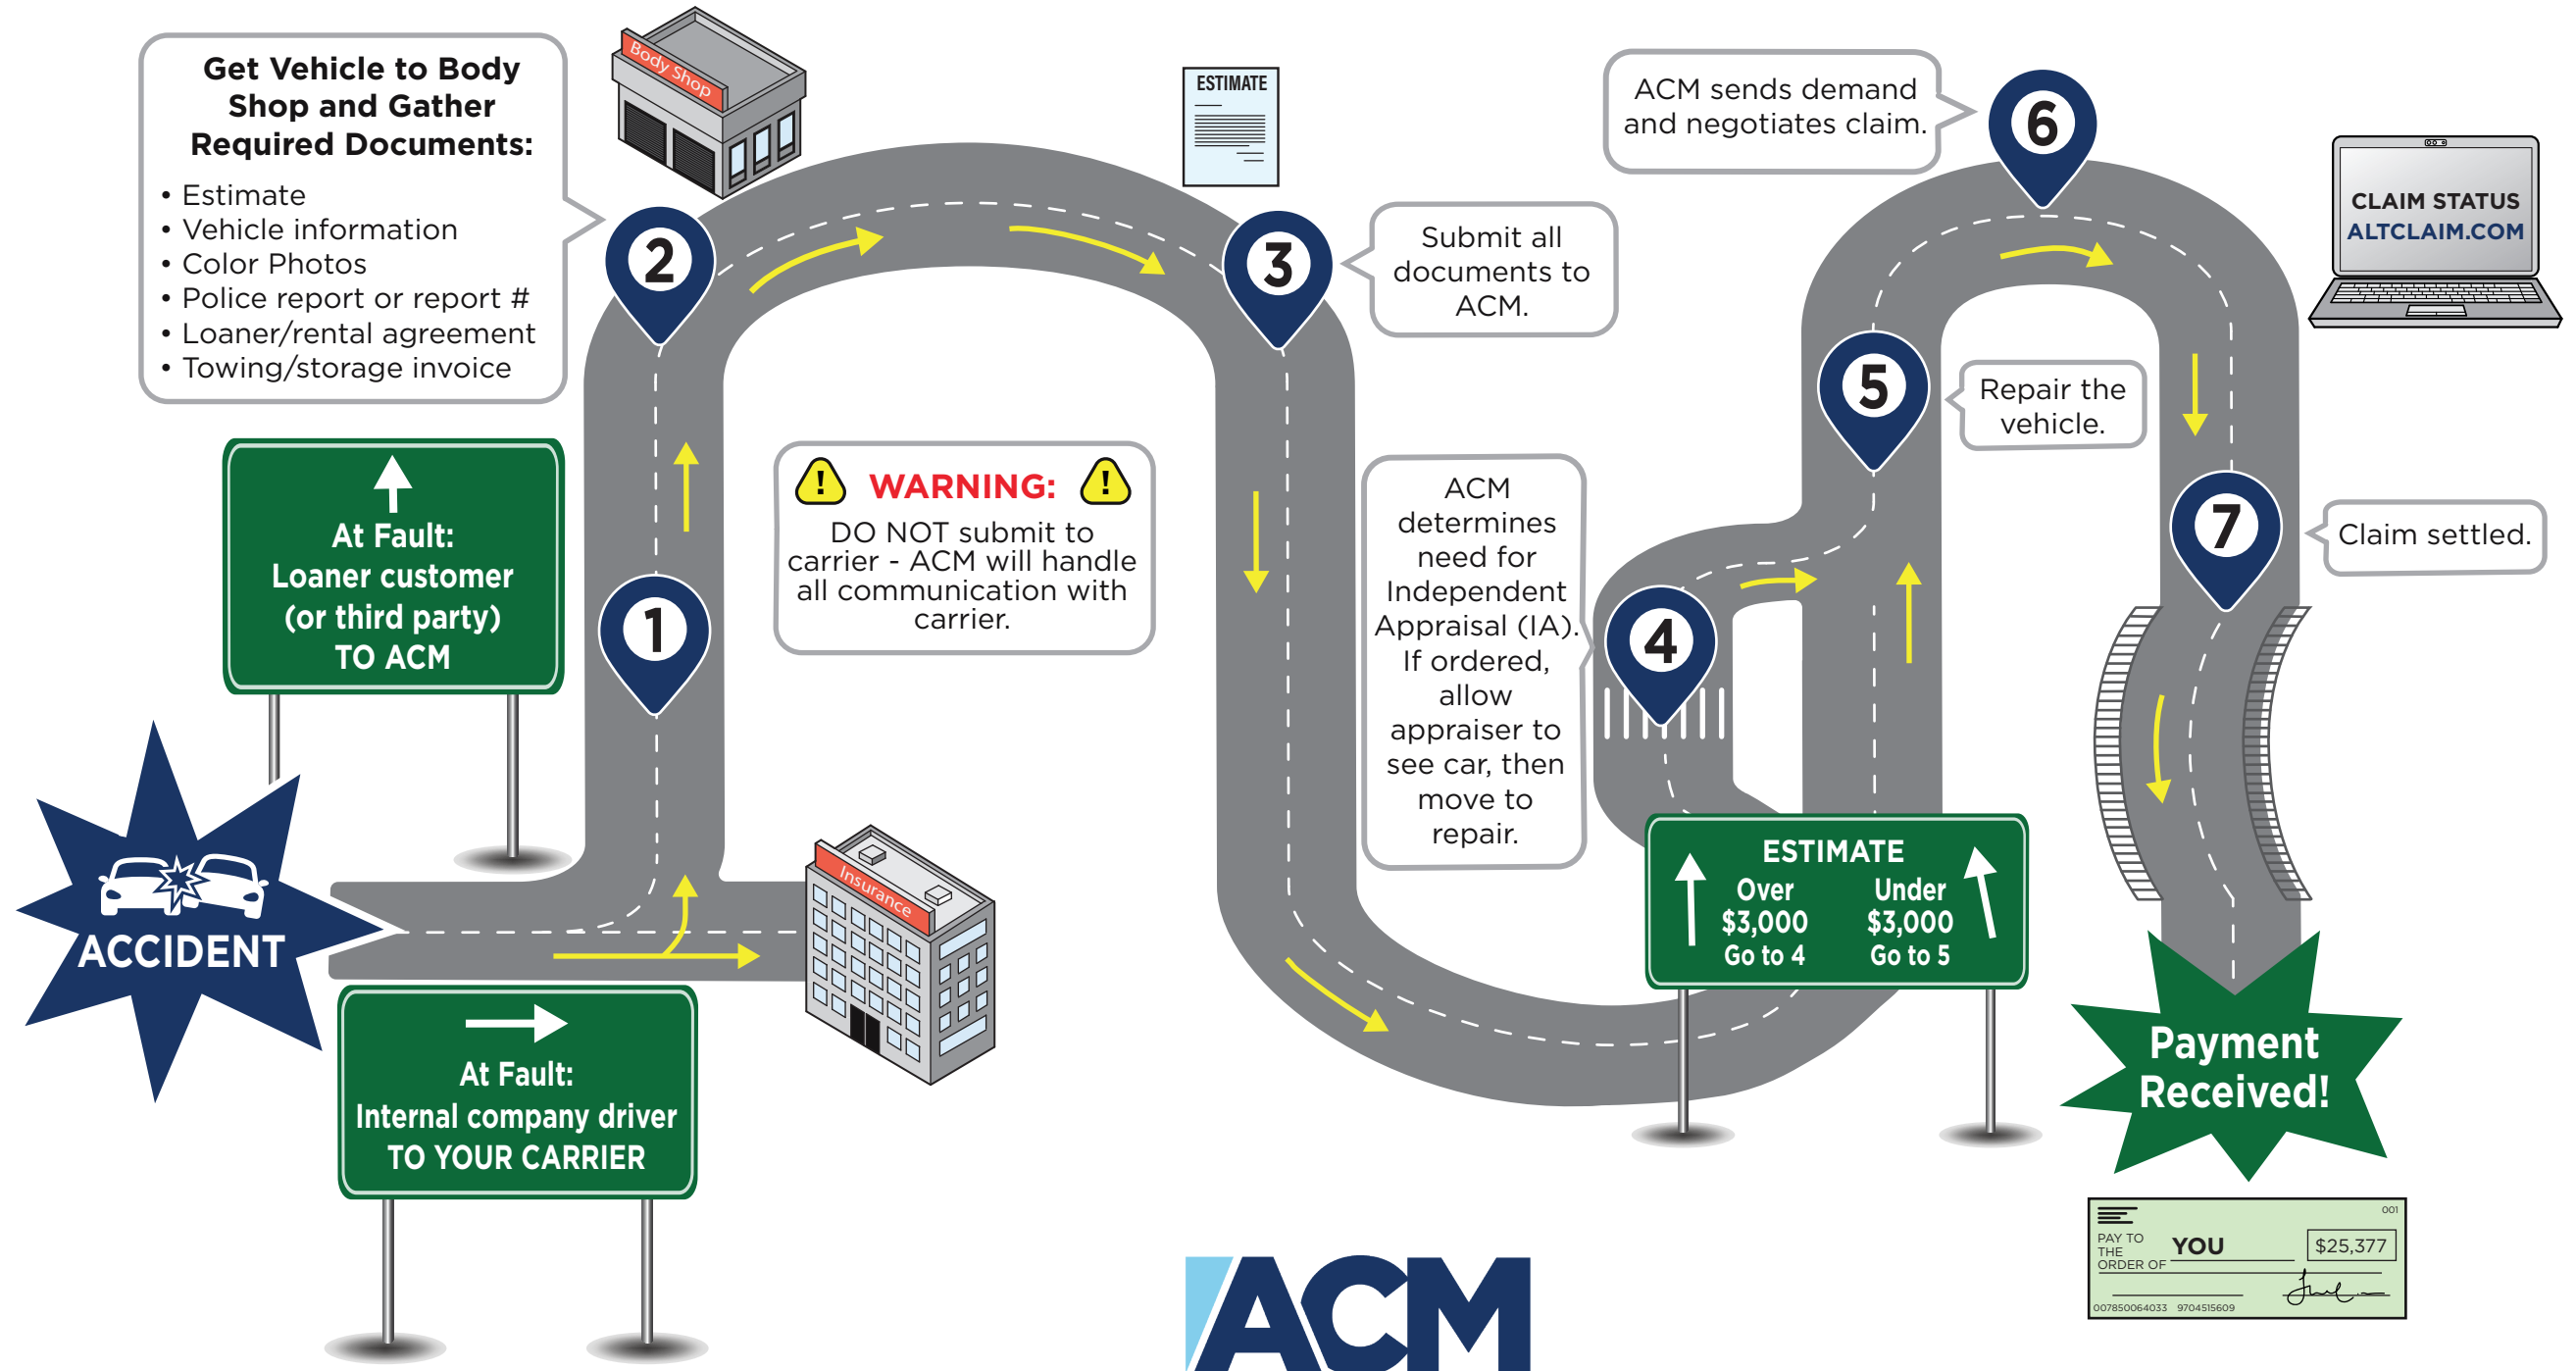 Get Vehicle to Body
Shop and Gather
Required Documents:
• Estimate
• Vehicle information
• Color Photos
• Police report or report #
• Loaner/rental agreement
• Towing/storage invoice
Body Shop
ESTIMATE
2
3
Submit all
documents to
ACM.
At Fault:
Loaner customer
(or third party)
TO ACM
1
WARNING:
!
!
DO NOT submit to
carrier - ACM will handle
all communication with
carrier.
ACCIDENT
Insurance
At Fault:
Internal company driver
TO YOUR CARRIER
ACM
determines
need for
Independent
Appraisal (IA).
If ordered,
allow
appraiser to
see car, then
move to
repair.
4
ESTIMATE
Over
$3,000
Go to 4
Under
$3,000
Go to 5
5
Repair the
vehicle.
ACM sends demand
and negotiates claim.
6
CLAIM STATUS
ALTCLAIM.COM
7
Claim settled.
Payment
Received!
001
PAY TO
THE
ORDER OF
YOU
$25,377
007850064033 9704515609
ACM